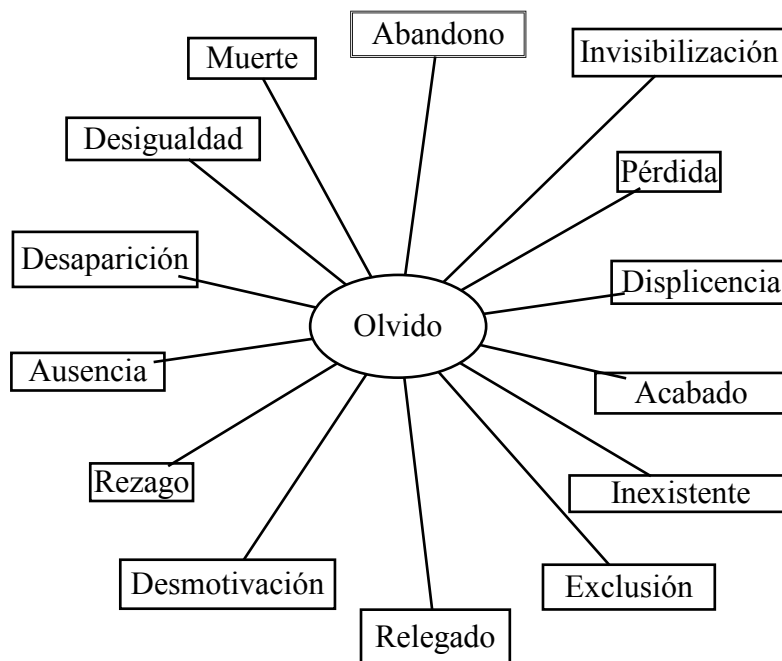 Abandono
Invisibilización
Muerte
Desigualdad
Pérdida
Desaparición
Displicencia
Olvido
Ausencia
Acabado
Rezago
Inexistente
Desmotivación
Exclusión
Relegado